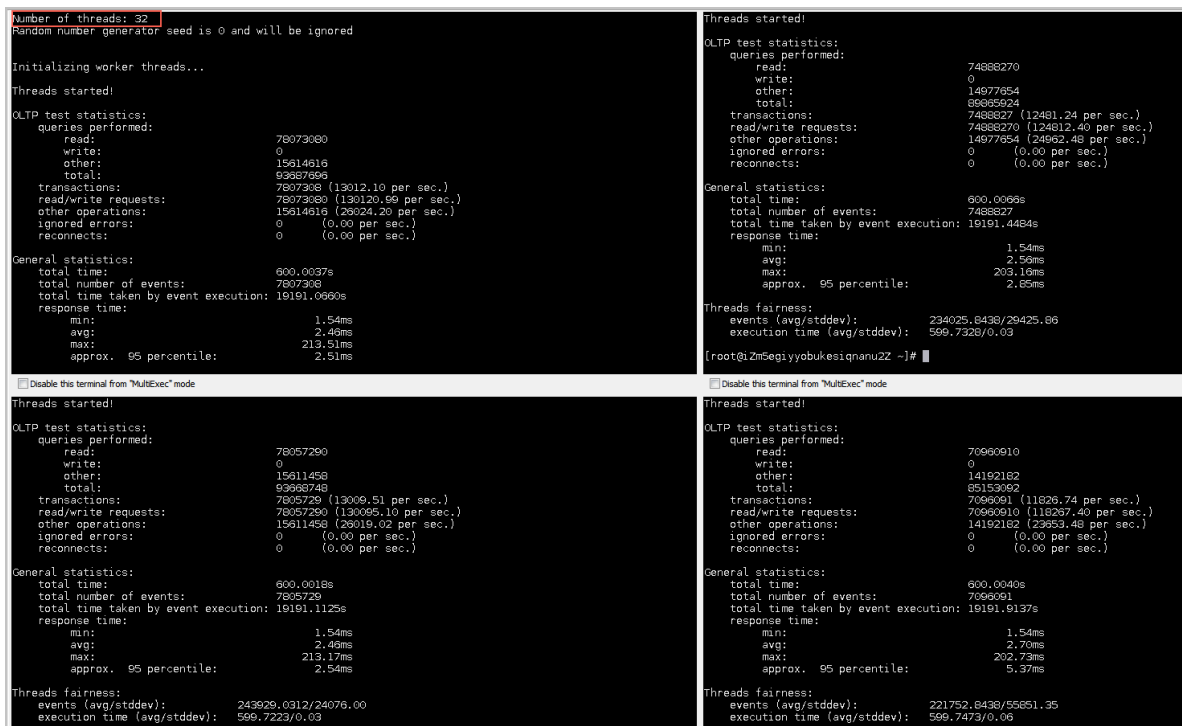 Number of threads: 32
Random number generator seed is 0 and will be ignored
Initializing worker threads...
Threads started!
OLTP test statistics:
queries performed:
read: 78073080
write: 0
other: 15614616
total: 93687696
transactions: 7807308 (13012.10 per sec.)
read/write requests: 78073080 (130120.99 per sec.)
other operations: 15614616 (26024.20 per sec.)
ignored errors: 0 (0.00 per sec.)
reconnects: 0 (0.00 per sec.)
General statistics:
total time: 600.0037s
total number of events: 7807308
total time taken by event execution: 19191.0660s
response time:
min: 1.54ms
avg: 2.46ms
max: 213.51ms
approx. 95 percentile: 2.51ms
Disable this terminal from "MultiExec" mode
Threads started!
OLTP test statistics:
queries performed:
read: 74888270
write: 0
other: 14977654
total: 89865924
transactions: 7488827 (12481.24 per sec.)
read/write requests: 74888270 (124812.40 per sec.)
other operations: 14977654 (24962.48 per sec.)
ignored errors: 0 (0.00 per sec.)
reconnects: 0 (0.00 per sec.)
General statistics:
total time: 600.0066s
total number of events: 7488827
total time taken by event execution: 19191.4484s
response time:
min: 1.54ms
avg: 2.56ms
max: 203.16ms
approx. 95 percentile: 2.85ms
Threads fairness:
events (avg/stddev): 234025.8438/29425.86
execution time (avg/stddev): 599.7328/0.03
[root@iZm5egiyyobukesiqnanu2Z ~]#
Disable this terminal from "MultiExec" mode
Threads started!
OLTP test statistics:
queries performed:
read: 78057290
write: 0
other: 15611458
total: 93668748
transactions: 7805729 (13009.51 per sec.)
read/write requests: 78057290 (130095.10 per sec.)
other operations: 15611458 (26019.02 per sec.)
ignored errors: 0 (0.00 per sec.)
reconnects: 0 (0.00 per sec.)
General statistics:
total time: 600.0018s
total number of events: 7805729
total time taken by event execution: 19191.1125s
response time:
min: 1.54ms
avg: 2.46ms
max: 213.17ms
approx. 95 percentile: 2.54ms
Threads fairness:
events (avg/stddev): 243929.0312/24076.00
execution time (avg/stddev): 599.7223/0.03
Threads started!
OLTP test statistics:
queries performed:
read: 70960910
write: 0
other: 14192182
total: 85153092
transactions: 7096091 (11826.74 per sec.)
read/write requests: 70960910 (118267.40 per sec.)
other operations: 14192182 (23653.48 per sec.)
ignored errors: 0 (0.00 per sec.)
reconnects: 0 (0.00 per sec.)
General statistics:
total time: 600.0040s
total number of events: 7096091
total time taken by event execution: 19191.9137s
response time:
min: 1.54ms
avg: 2.70ms
max: 202.73ms
approx. 95 percentile: 5.37ms
Threads fairness:
events (avg/stddev): 221752.8438/55851.35
execution time (avg/stddev): 599.7473/0.06